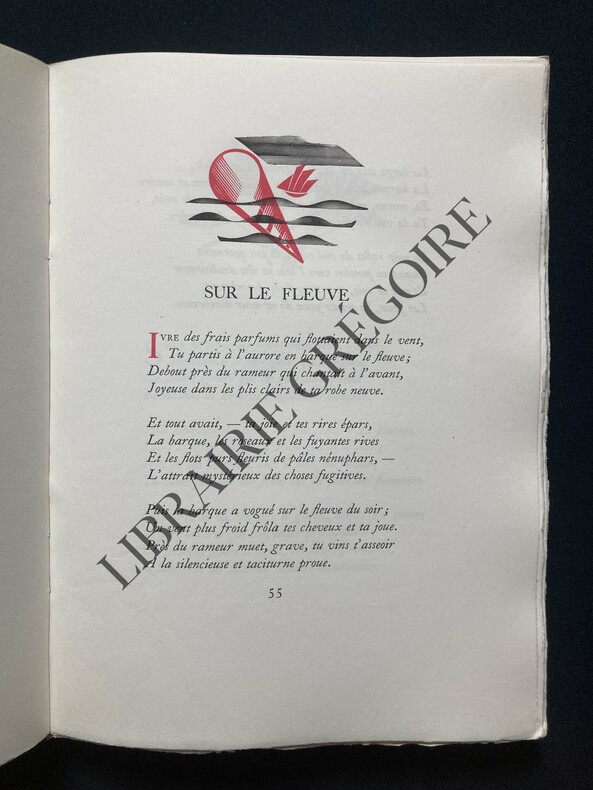 SUR LE FLEUVE
IVRE des frais parfums qui flottaient dans le vent,
Tu partis à l'aurore en barque sur le fleuve ;
Debout près du rameur qui chantait à l'avant,
Joyeuse dans les plis clairs de ta robe neuve.
Et tout avait, — ta joie et tes rires épars,
La barque, les roseaux et les fuyantes rives
Et les flots purs fleuris de pâles nénuphars, —
L'attrait mystérieux des choses fugitives.
Puis la barque a vogué sur le fleuve du soir ;
Un vent plus froid frôla tes cheveux et ta joue.
Près du rameur muet, grave, tu vins t'asseoir
A la silencieuse et taciturne proue.
55
LIBRAIRIE GRÉGOIRE